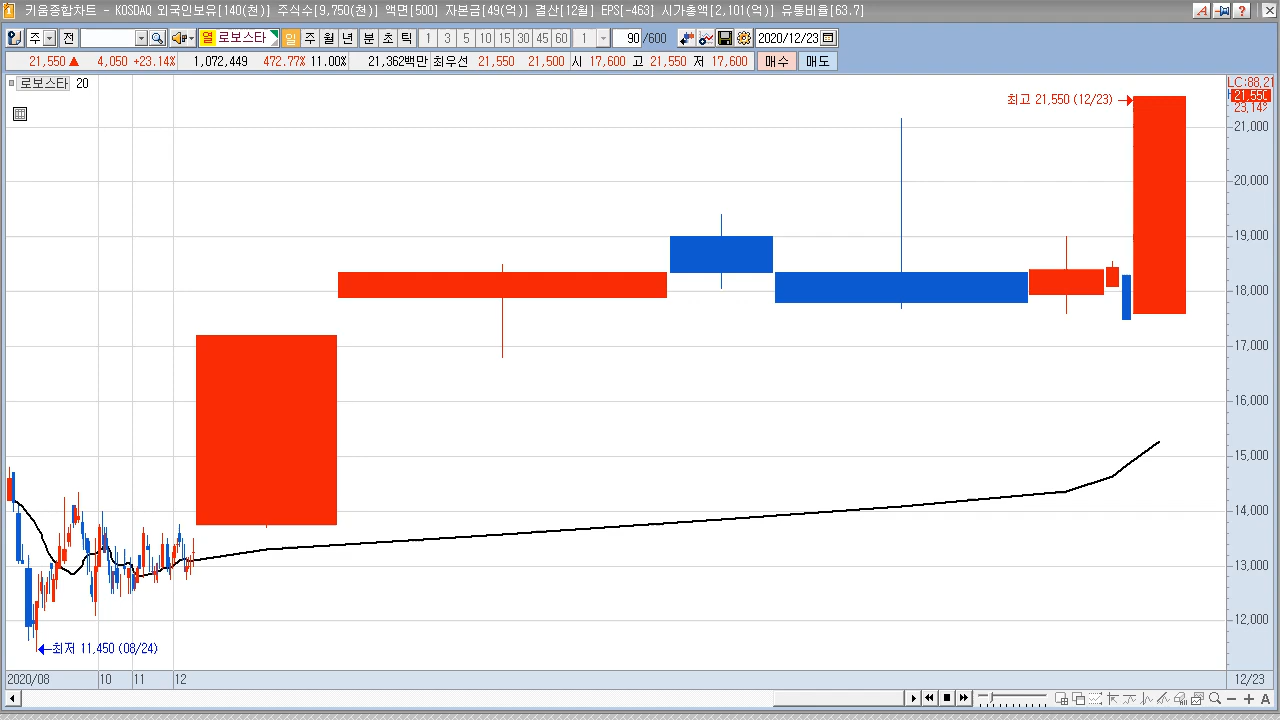 키움종합차트 - KOSDAQ 외국인보유[140(천)] 주식수[9,750(천)] 액면[500] 자본금[49(억)] 결산[12월] EPS[-463] 시가총액[2,101(억)] 유통비율[63.7]
주 전 열 로보스타 일 주 월 년 분 초 틱 1 3 5 10 15 30 45 60 1 90 /600 2020/12/23
21,550 ▲ 4,050 +23.14% 1,072,449 472.77% 11.00% 21,362백만 최우선 21,550 21,500 시 17,600 고 21,550 저 17,600 매수 매도
로보스타 20
LC:88,21
최고 21,550 (12/23)
21,550
23.14%
21,000
20,000
19,000
18,000
17,000
16,000
15,000
14,000
13,000
12,000
최저 11,450 (08/24)
2020/08 10 11 12 12/23
A